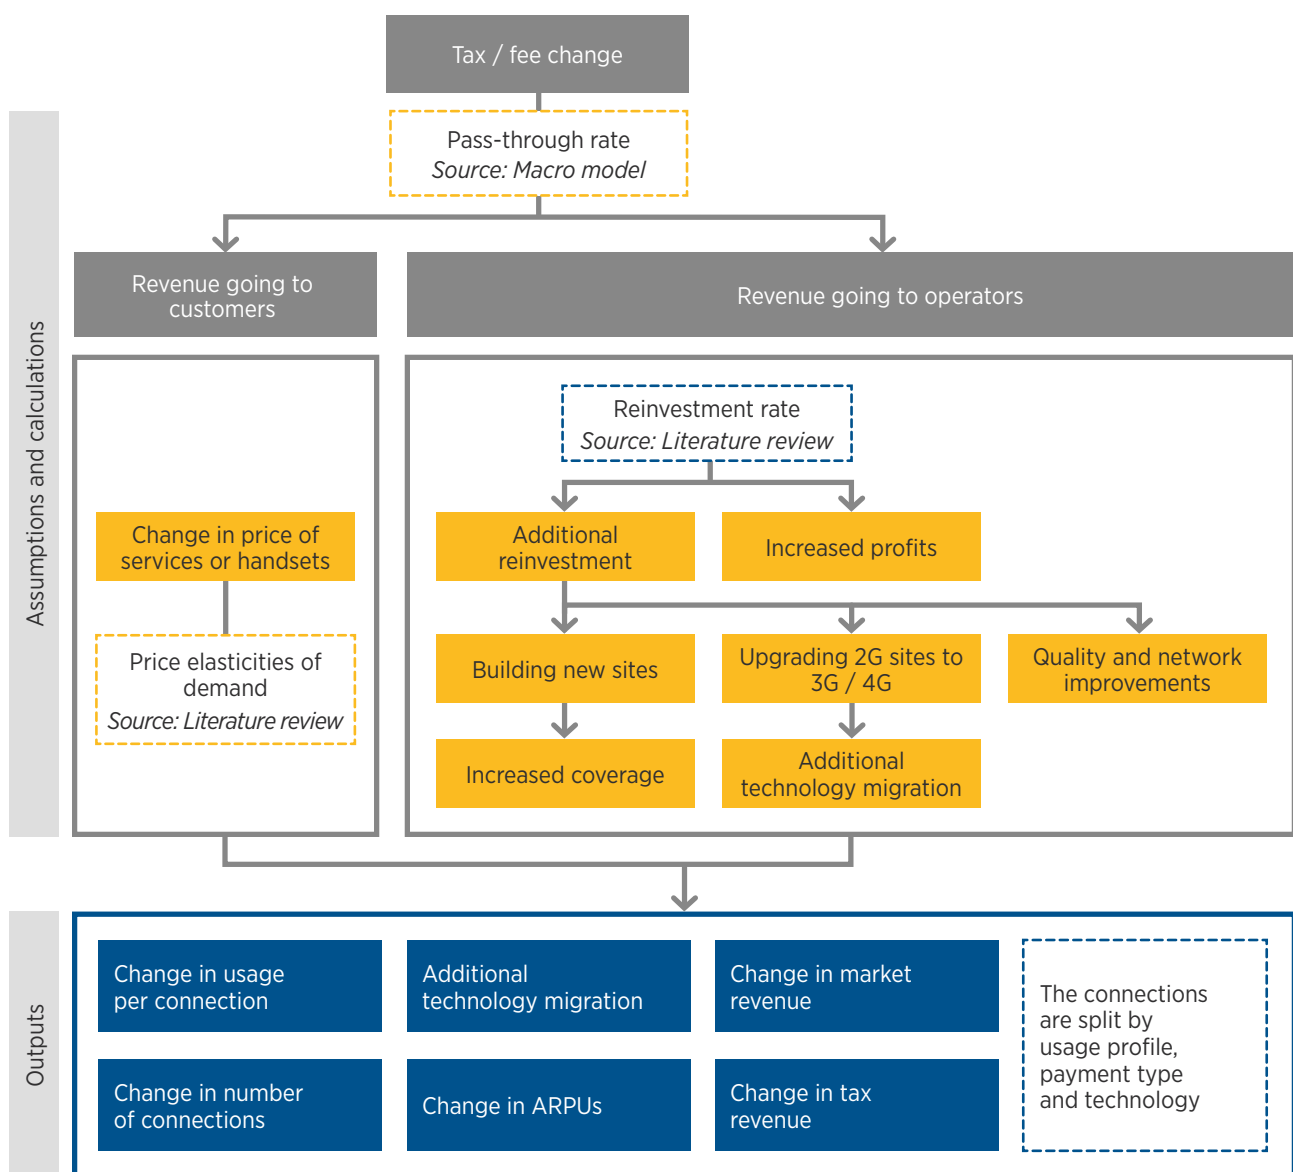 Tax / fee change
Pass-through rate
Source: Macro model
Assumptions and calculations
Revenue going to
customers
Revenue going to operators
Change in price of
services or handsets
Price elasticities of
demand
Source: Literature review
Reinvestment rate
Source: Literature review
Additional
reinvestment
Increased profits
Building new sites
Upgrading 2G sites to
3G / 4G
Quality and network
improvements
Increased coverage
Additional
technology migration
Outputs
Change in usage
per connection
Additional
technology migration
Change in market
revenue
Change in number
of connections
Change in ARPUs
Change in tax
revenue
The connections
are split by
usage profile,
payment type
and technology